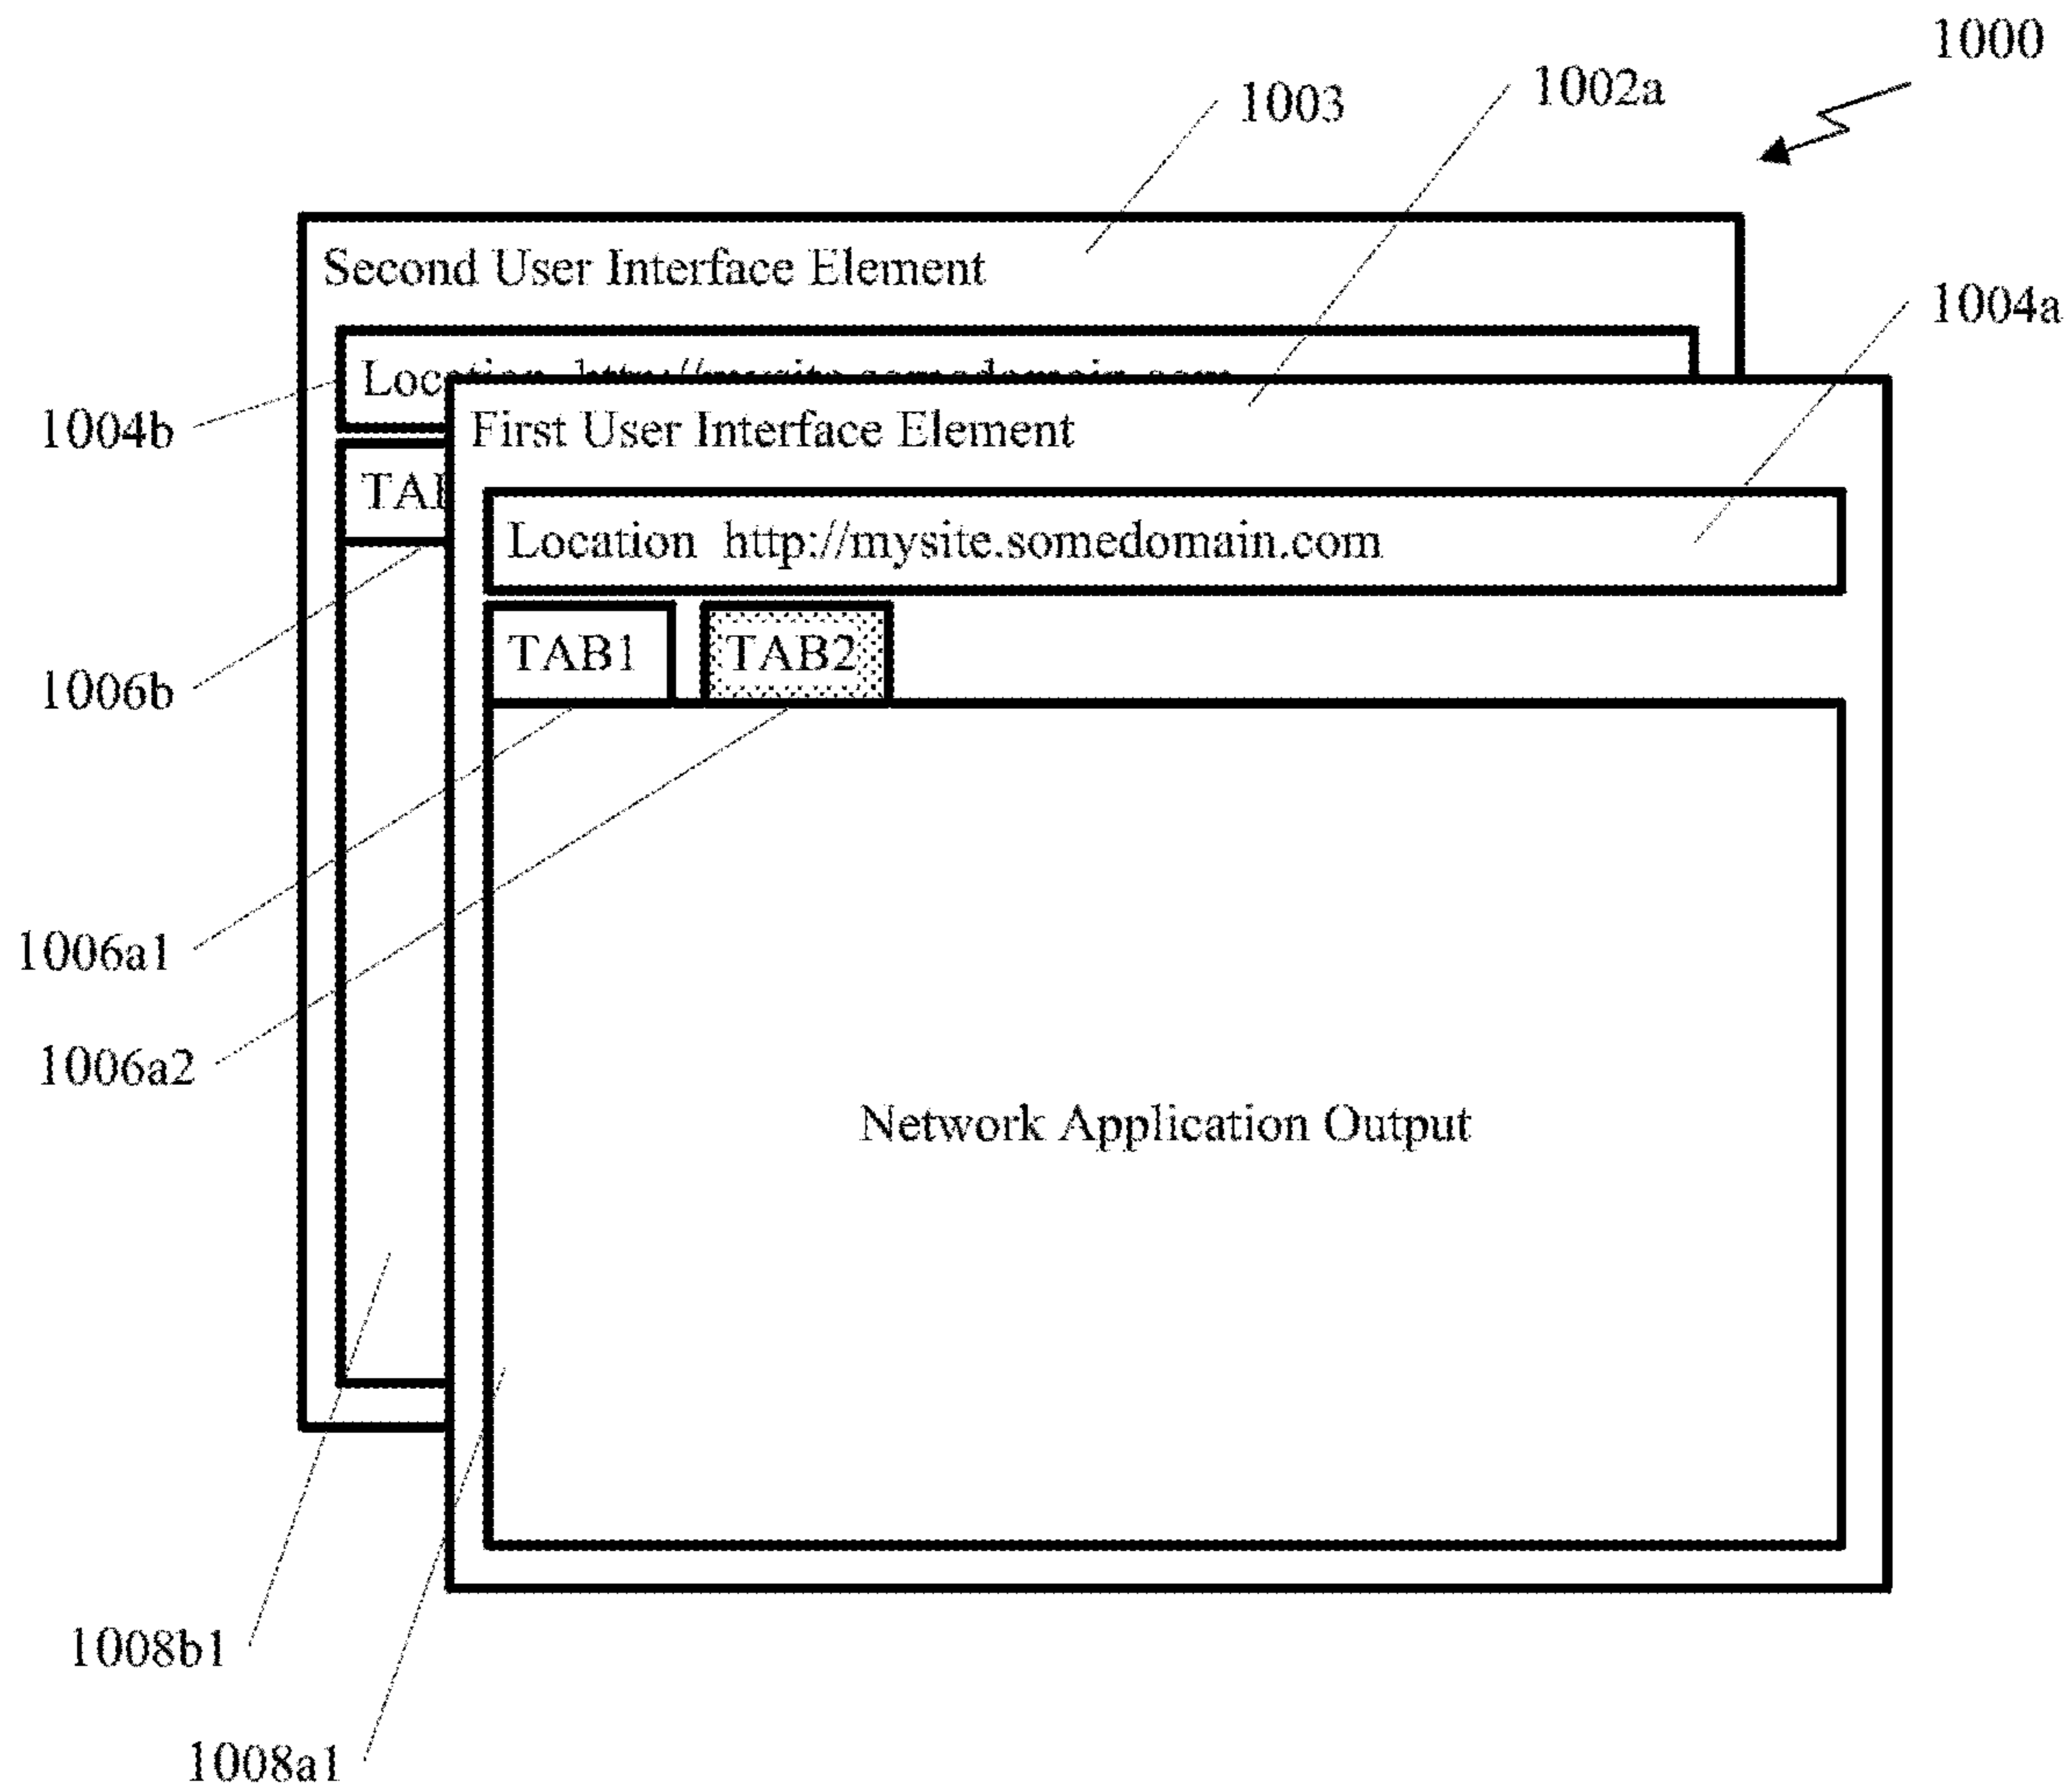 1000
1003
1002a
Second User Interface Element
1004a
1004b
First User Interface Element
Location http://mysite.somedomain.com
TAB1 TAB2
1006b
1006a1
1006a2
Network Application Output
1008b1
1008a1